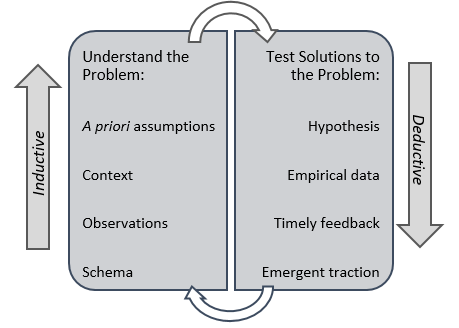 Understand the
Problem:
A priori assumptions
Context
Observations
Schema
Test Solutions to
the Problem:
Hypothesis
Empirical data
Timely feedback
Emergent traction
Inductive
Deductive